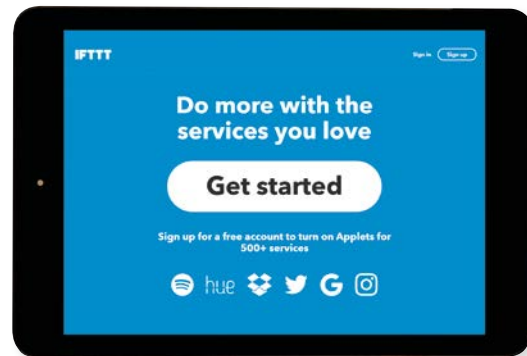 IFTTT
Sign in
Sign up
Do more with the
services you love
Get started
Sign up for a free account to turn on Applets for
500+ services
hue
G